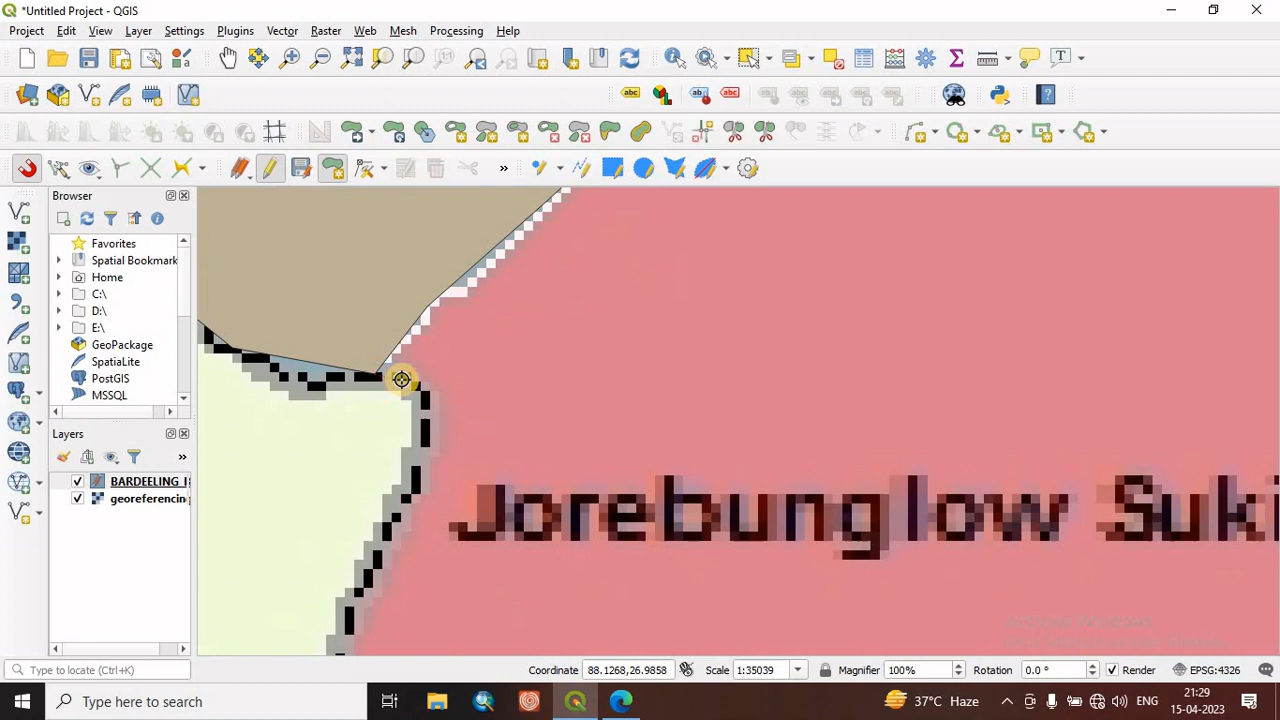 *Untitled Project - QGIS
Project Edit View Layer Settings Plugins Vector Raster Web Mesh Processing Help
Browser
Favorites
Spatial Bookmark
Home
C:\
D:\
E:\
GeoPackage
SpatiaLite
PostGIS
MSSQL
Layers
BARDEELING_I
georeferencing
Jorebunglow Suki
Type to locate (Ctrl+K)
Coordinate 88.1268,26.9858 Scale 1:35039 Magnifier 100% Rotation 0.0 ° Render EPSG:4326
Type here to search
37°C Haze
ENG
21:29
15-04-2023